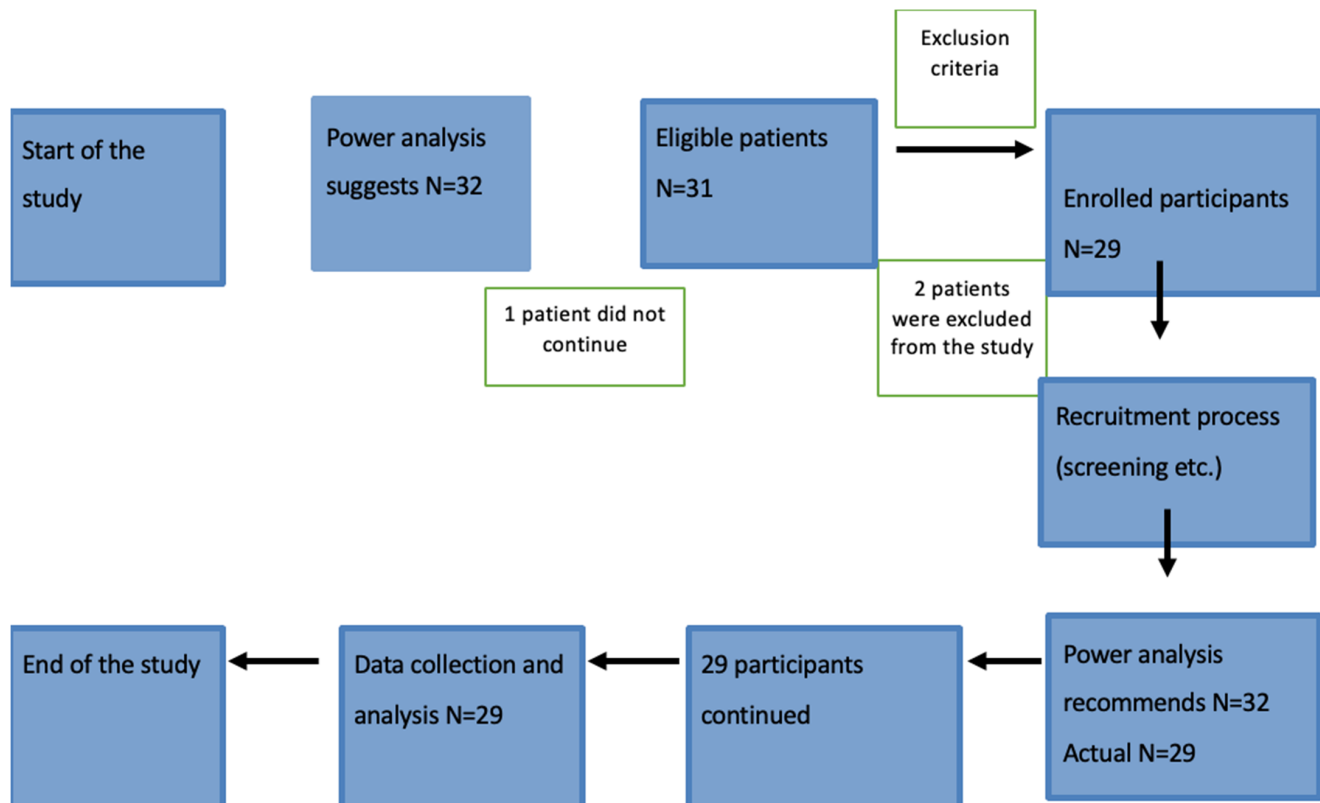 Start of the
study
Power analysis
suggests N=32
1 patient did not
continue
Eligible patients
N=31
Exclusion
criteria
2 patients
were excluded
from the study
Enrolled participants
N=29
Recruitment process
(screening etc.)
Power analysis
recommends N=32
Actual N=29
29 participants
continued
Data collection and
analysis N=29
End of the study